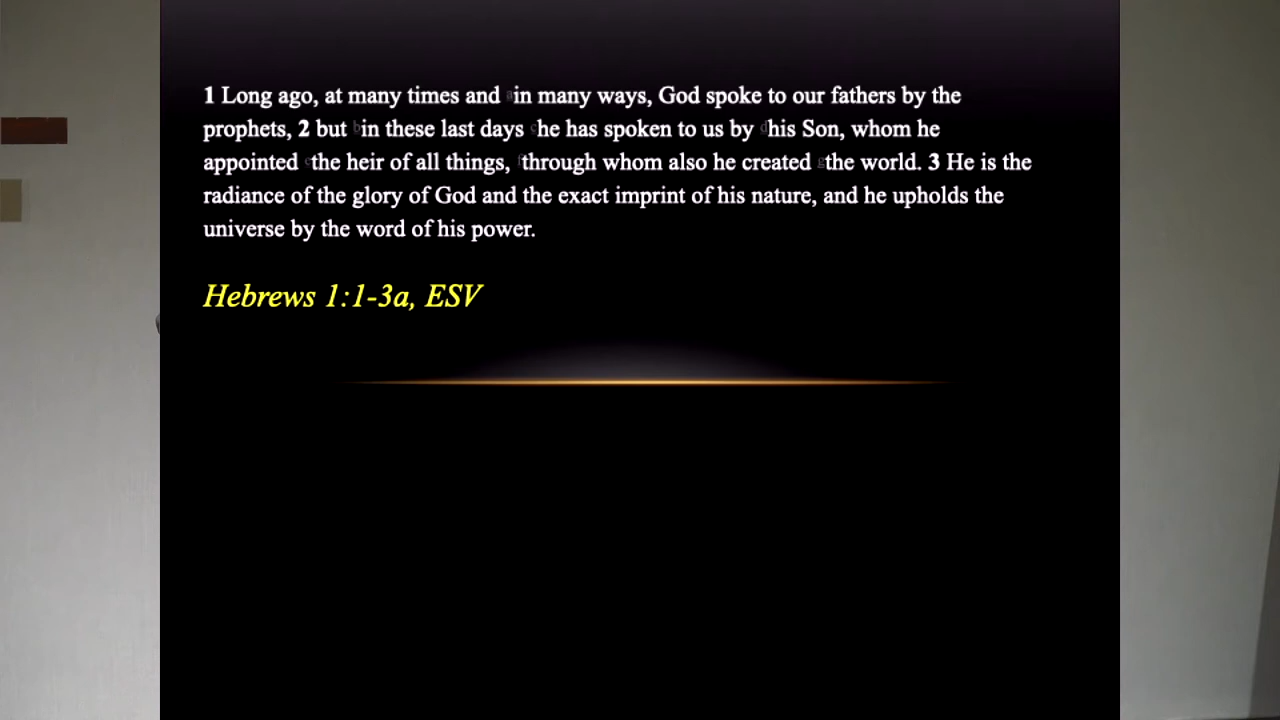 1 Long ago, at many times and a in many ways, God spoke to our fathers by the
prophets, 2 but b in these last days c he has spoken to us by d his Son, whom he
appointed e the heir of all things, f through whom also he created g the world. 3 He is the
radiance of the glory of God and the exact imprint of his nature, and he upholds the
universe by the word of his power.
Hebrews 1:1-3a, ESV